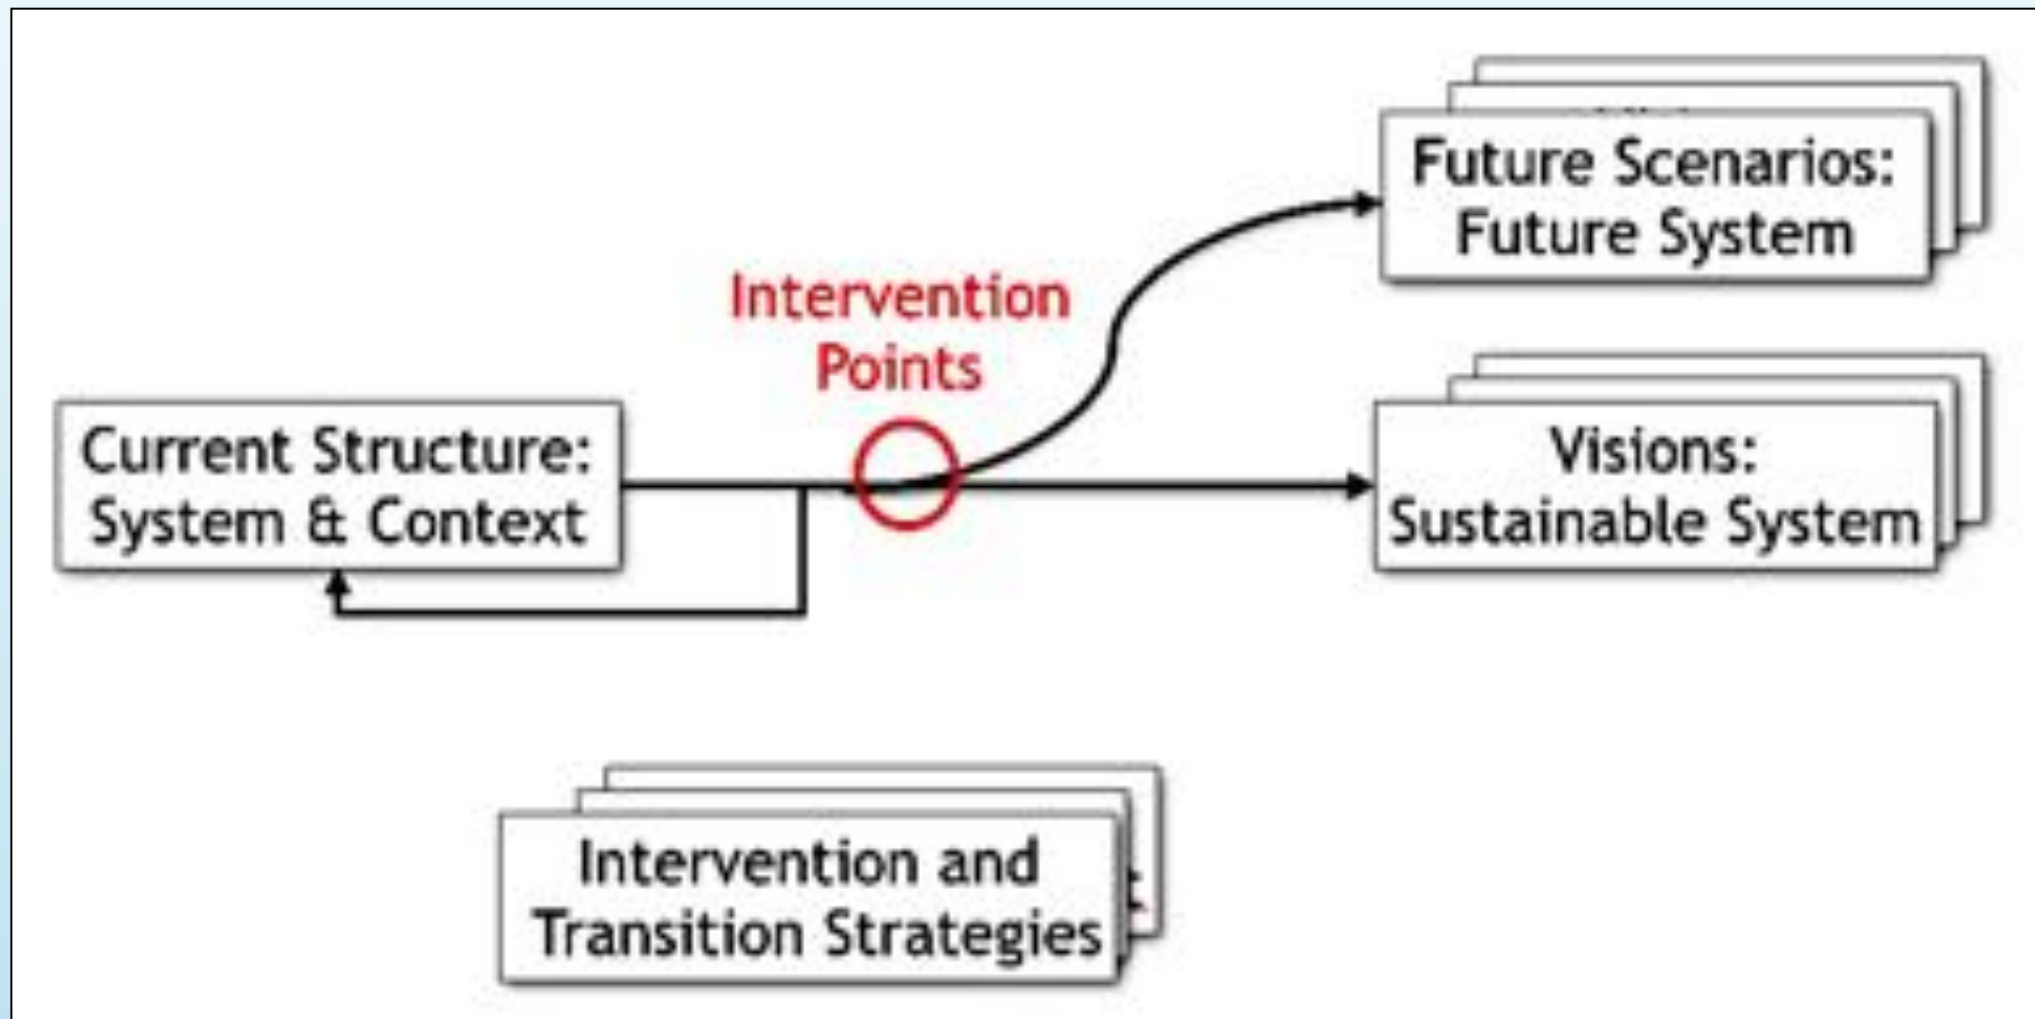 Future Scenarios:
Future System
Intervention
Points
Current Structure:
System & Context
Visions:
Sustainable System
Intervention and
Transition Strategies